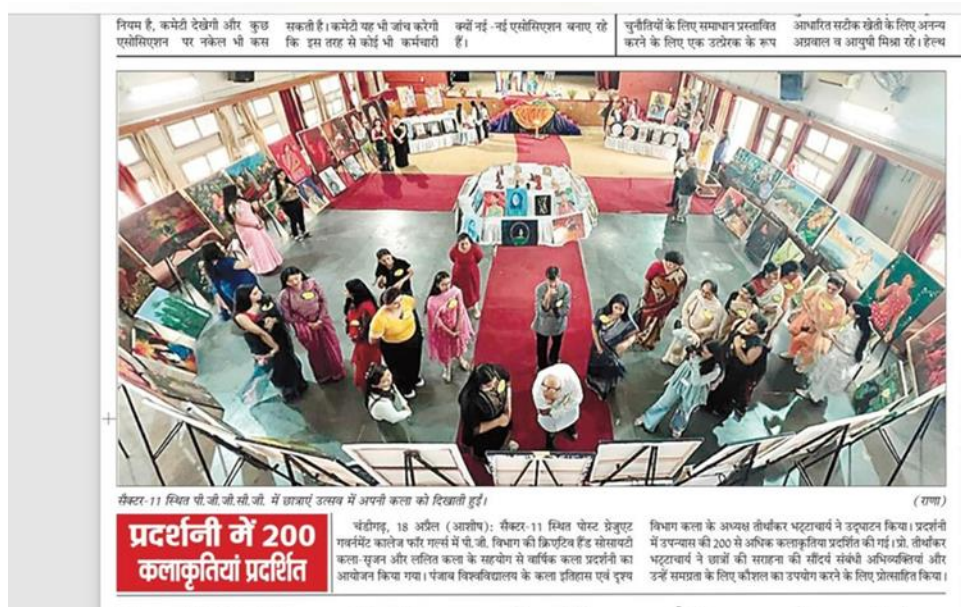 नियम है, कमेटी देखेगी और कुछ
एसोसिएशन पर नकेल भी कस
सकती है। कमेटी यह भी जांच करेगी
कि इस तरह से कोई भी कर्मचारी
क्यों नई -नई एसोसिएशन बनाए रहे
हैं।
चुनौतियों के लिए समाधान प्रस्तावित
करने के लिए एक उत्प्रेरक के रूप
आधारित सटीक खेती के लिए अनन्य
अग्रवाल व आयुषी मिश्रा रहे। हेल्थ
सैक्टर-11 स्थित पी.जी.जी.सी.जी. में छात्राएं उत्सव में अपनी कला को दिखाती हुईं।
(राणा)
प्रदर्शनी में 200
कलाकृतियां प्रदर्शित
चंडीगढ़, 18 अप्रैल (आशीष): सैक्टर-11 स्थित पोस्ट ग्रेजुएट
गवर्नमेंट कालेज फॉर गर्ल्स में पी.जी. विभाग की क्रिएटिव हैंड सोसायटी
कला-सृजन और ललित कला के सहयोग से वार्षिक कला प्रदर्शनी का
आयोजन किया गया। पंजाब विश्वविद्यालय के कला इतिहास एवं दृश्य
विभाग कला के अध्यक्ष तीर्थांकर भट्टाचार्य ने उद्घाटन किया। प्रदर्शनी
में उपन्यास की 200 से अधिक कलाकृतिया प्रदर्शित की गई। प्रो. तीर्थांकर
भट्टाचार्य ने छात्रों की सराहना की सौंदर्य संबंधी अभिव्यक्तियां और
उन्हें समग्रता के लिए कौशल का उपयोग करने के लिए प्रोत्साहित किया।